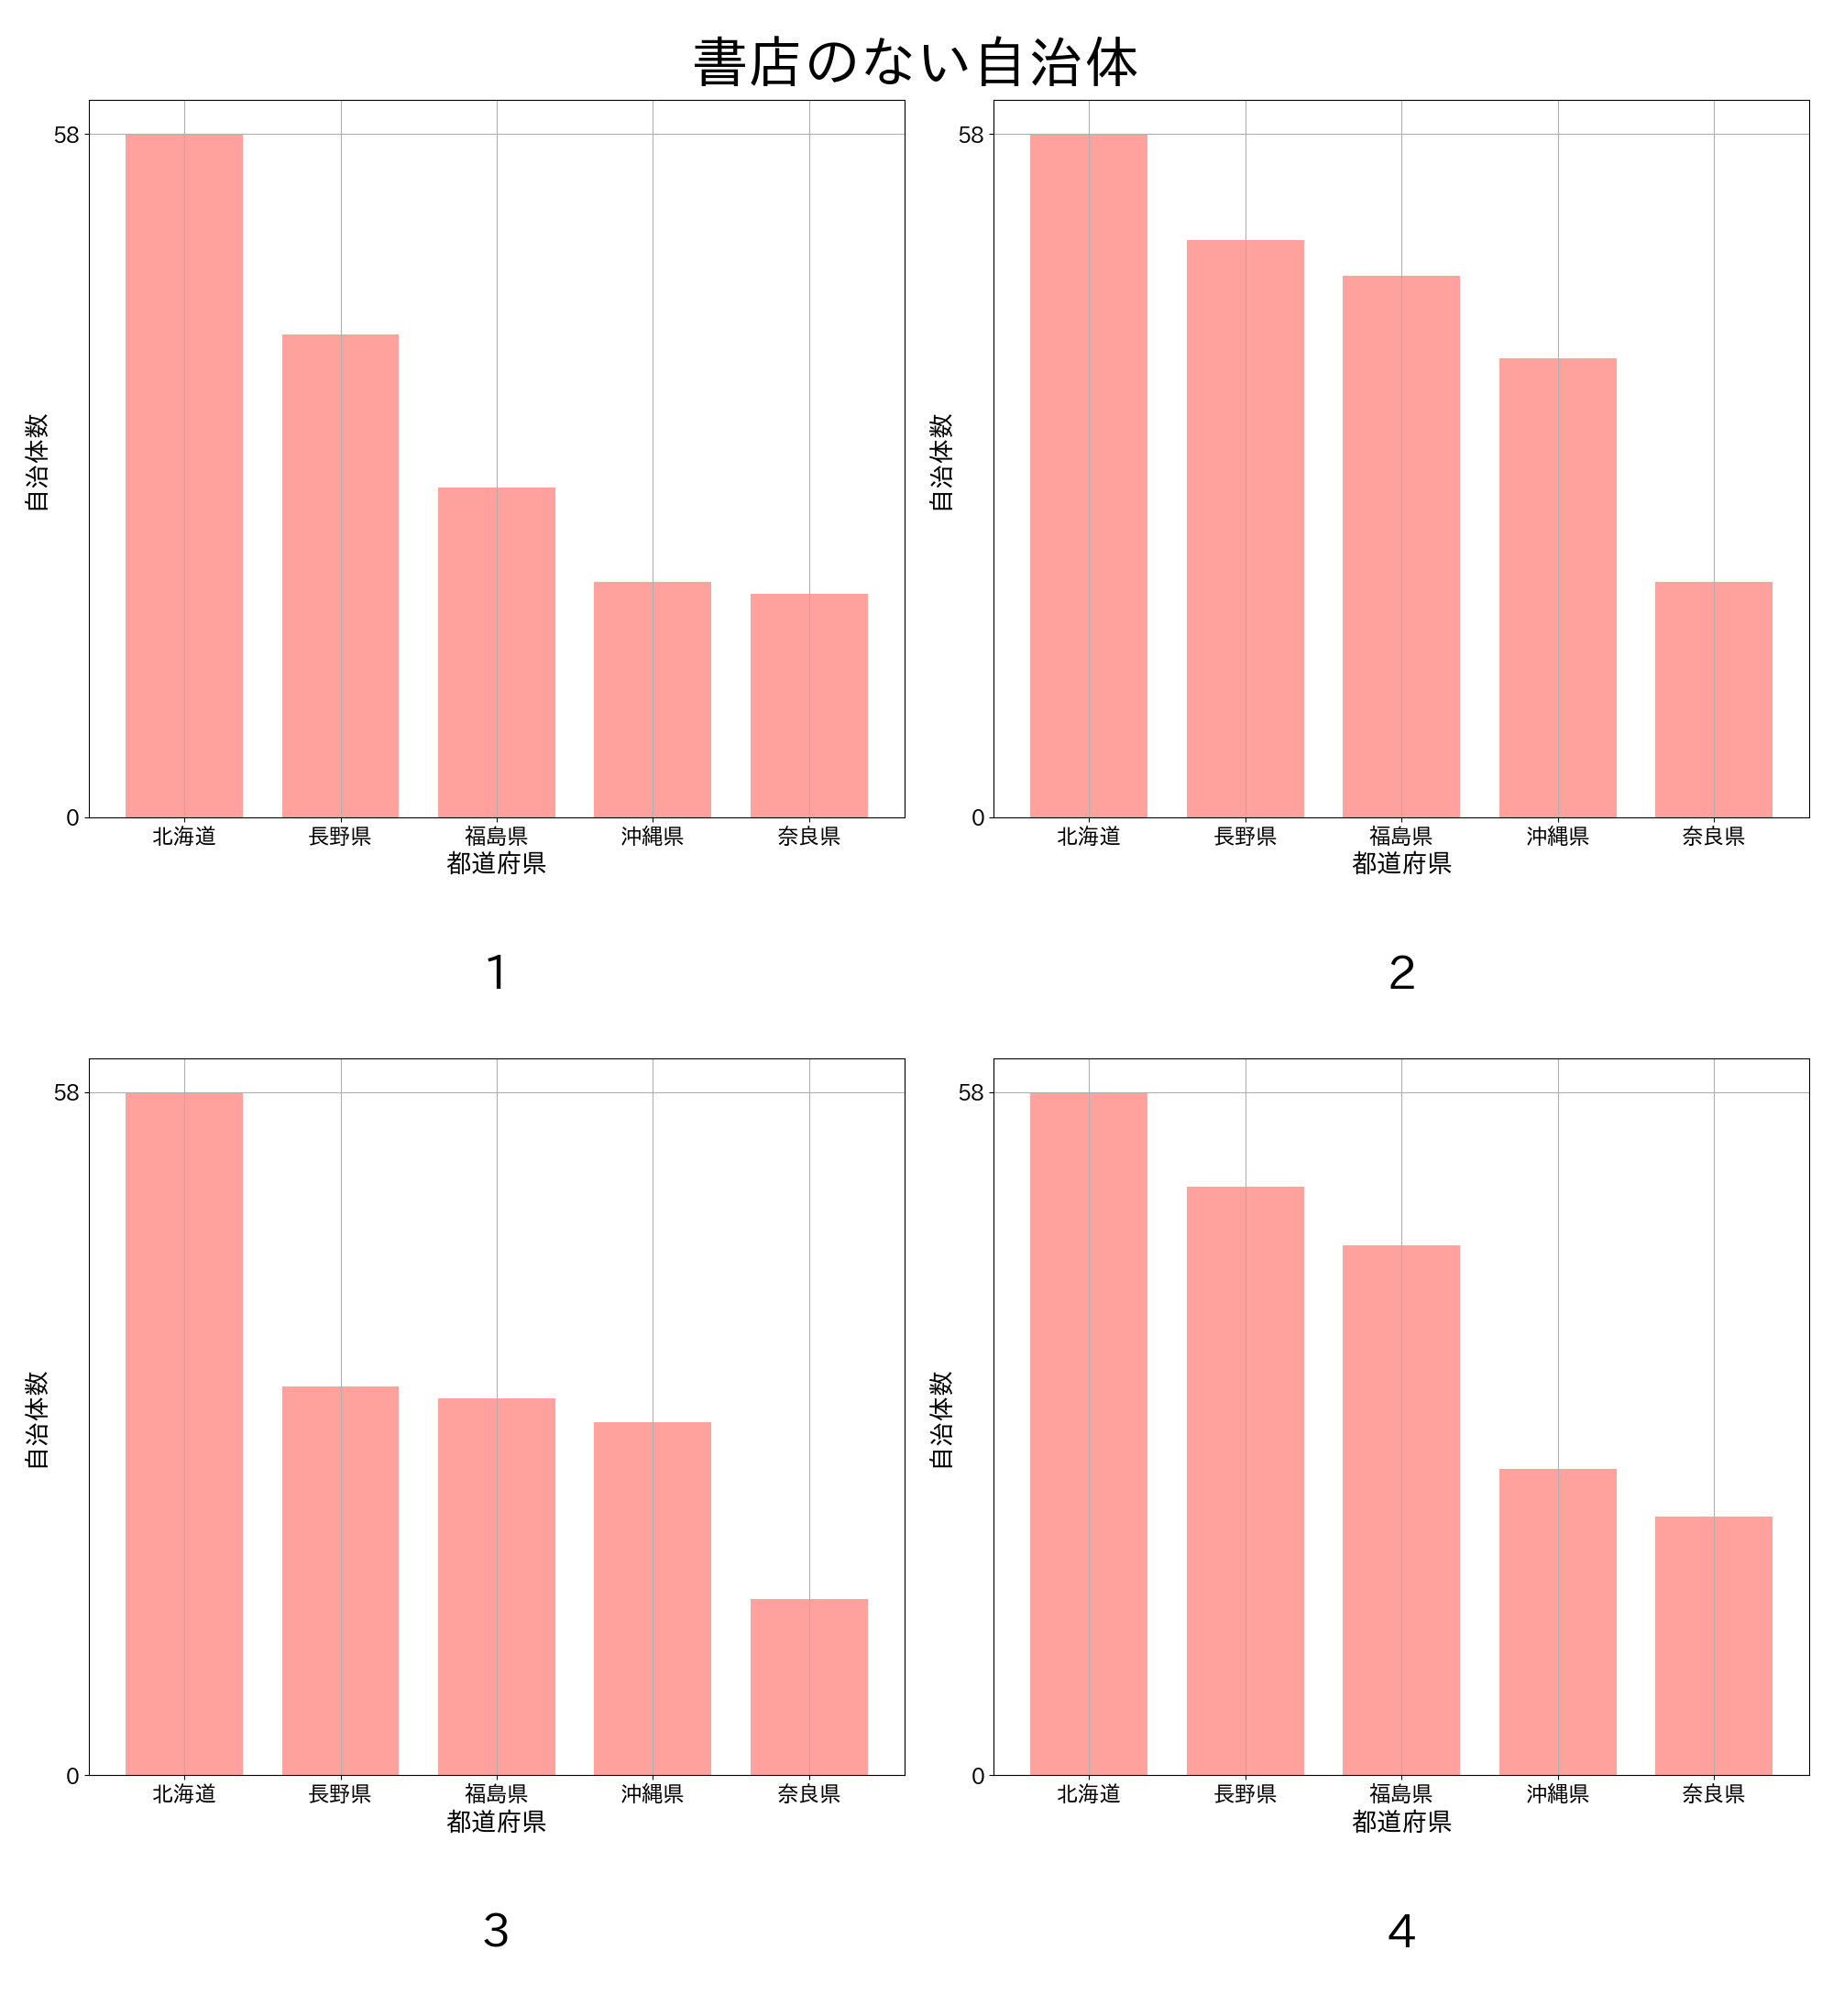 書店のない自治体
58
0
自治体数
北海道 長野県 福島県 沖縄県 奈良県
都道府県
1
58
0
自治体数
北海道 長野県 福島県 沖縄県 奈良県
都道府県
2
58
0
自治体数
北海道 長野県 福島県 沖縄県 奈良県
都道府県
3
58
0
自治体数
北海道 長野県 福島県 沖縄県 奈良県
都道府県
4